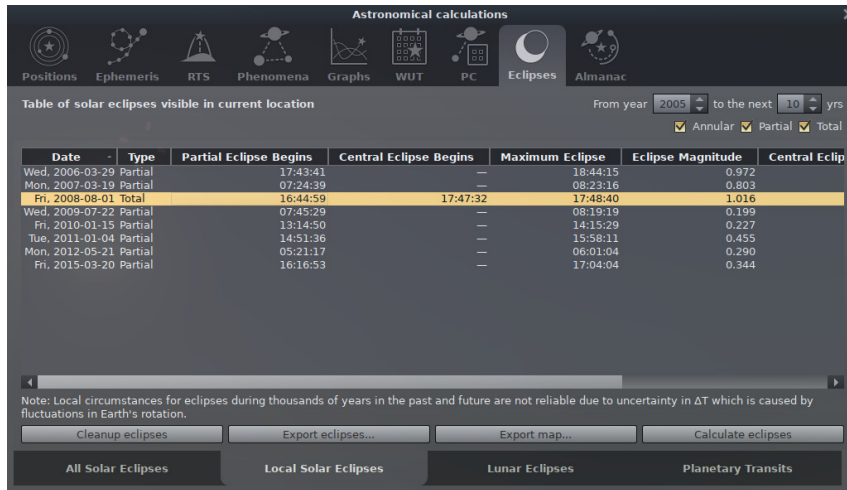 Astronomical calculations
Positions Ephemeris RTS Phenomena Graphs WUT PC Eclipses Almanac
Table of solar eclipses visible in current location From year 2005 to the next 10 yrs
Annular Partial Total
Date Type Partial Eclipse Begins Central Eclipse Begins Maximum Eclipse Eclipse Magnitude Central Eclip
Wed, 2006-03-29 Partial 17:43:41 — 18:44:15 0.972
Mon, 2007-03-19 Partial 07:24:39 — 08:23:16 0.803
Fri, 2008-08-01 Total 16:44:59 17:47:32 17:48:40 1.016
Wed, 2009-07-22 Partial 07:45:29 — 08:19:19 0.199
Fri, 2010-01-15 Partial 13:14:50 — 14:15:29 0.227
Tue, 2011-01-04 Partial 14:51:36 — 15:58:11 0.455
Mon, 2012-05-21 Partial 05:21:17 — 06:01:04 0.290
Fri, 2015-03-20 Partial 16:16:53 — 17:04:04 0.344
Note: Local circumstances for eclipses during thousands of years in the past and future are not reliable due to uncertainty in ΔT which is caused by
fluctuations in Earth's rotation.
Cleanup eclipses Export eclipses... Export map... Calculate eclipses
All Solar Eclipses Local Solar Eclipses Lunar Eclipses Planetary Transits